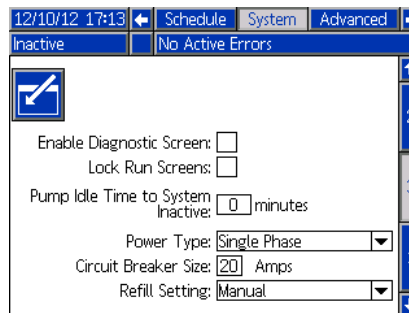 12/10/12 17:13 Schedule System Advanced
Inactive No Active Errors
Enable Diagnostic Screen:
Lock Run Screens:
Pump Idle Time to System
Inactive: 0 minutes
Power Type: Single Phase
Circuit Breaker Size: 20 Amps
Refill Setting: Manual